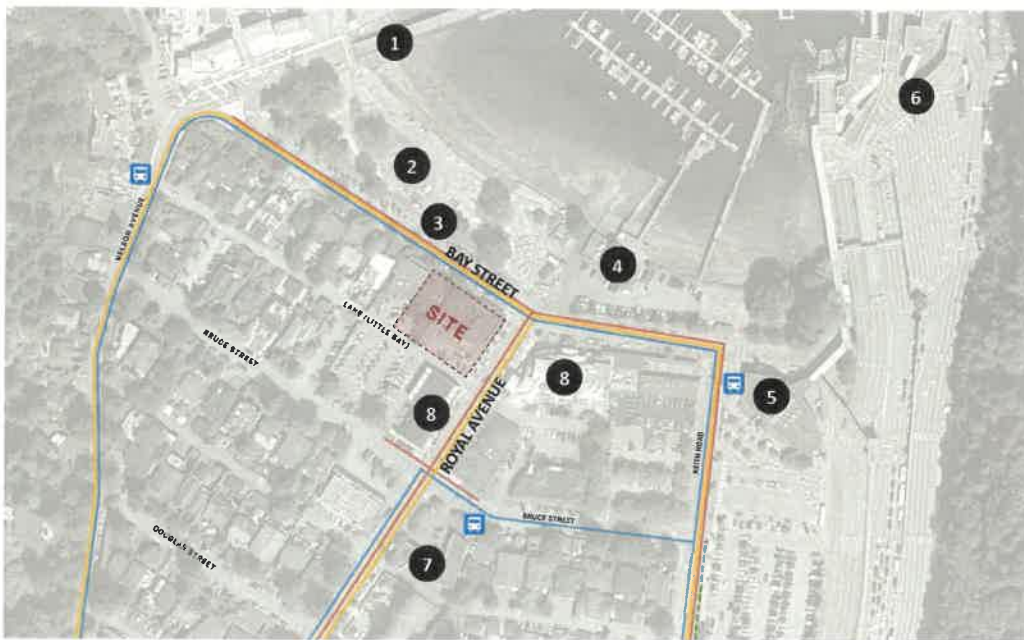 1
6
2
NELSON AVENUE
3
BAY STREET
4
SITE
LANE (LITTLE BAY)
BRUCE STREET
8
5
8
ROYAL AVENUE
KEITH ROAD
BRUCE STREET
DOUGLAS STREET
7